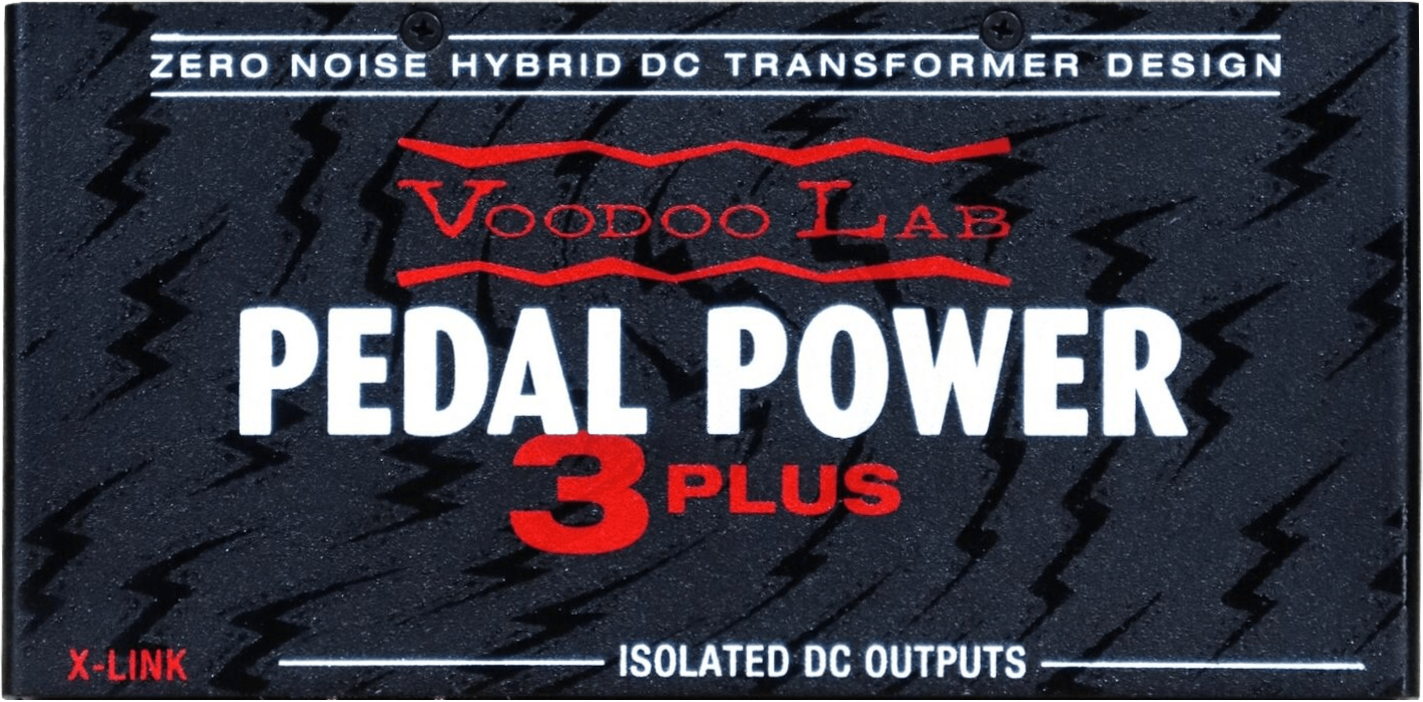 ZERO NOISE HYBRID DC TRANSFORMER DESIGN
VOODOO LAB
PEDAL POWER
3 PLUS
X-LINK
ISOLATED DC OUTPUTS